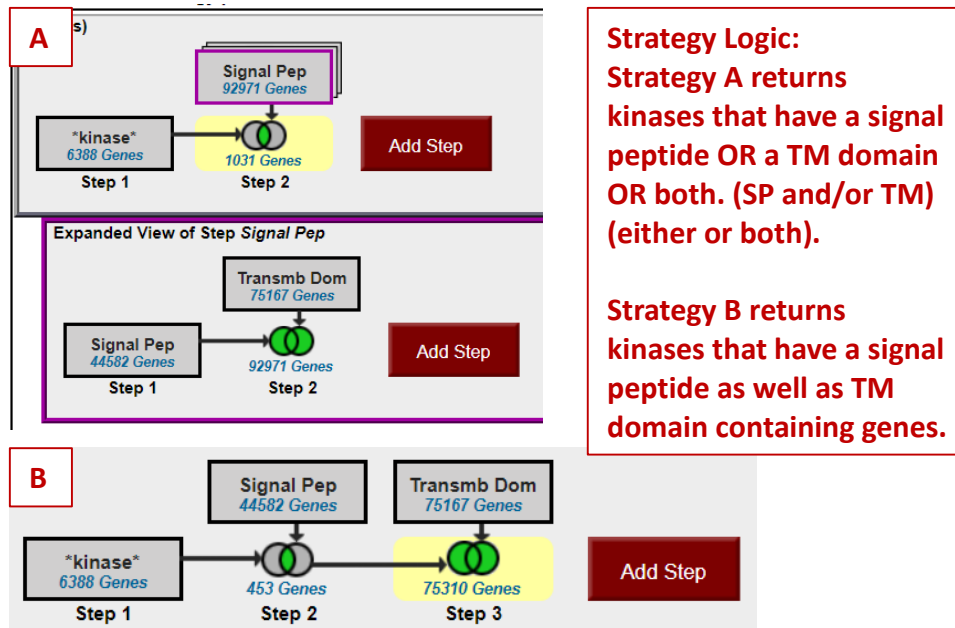 A
s)
Signal Pep
92971 Genes
*kinase*
6388 Genes
Step 1
1031 Genes
Step 2
Add Step
Expanded View of Step Signal Pep
Transmb Dom
75167 Genes
Signal Pep
44582 Genes
Step 1
92971 Genes
Step 2
Add Step
Strategy Logic:
Strategy A returns
kinases that have a signal
peptide OR a TM domain
OR both. (SP and/or TM)
(either or both).
Strategy B returns
kinases that have a signal
peptide as well as TM
domain containing genes.
B
Signal Pep
44582 Genes
Transmb Dom
75167 Genes
*kinase*
6388 Genes
Step 1
453 Genes
Step 2
75310 Genes
Step 3
Add Step